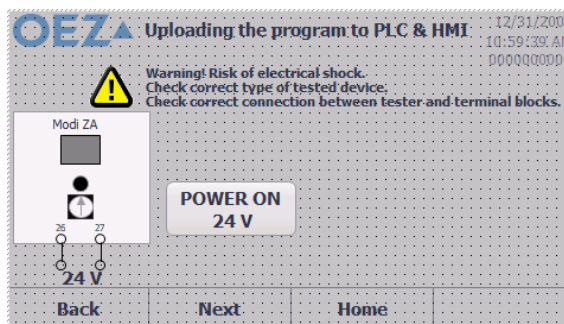 OEZ
Uploading the program to PLC & HMI
12/31/200
10:59:39 AM
000000000
Warning! Risk of electrical shock.
Check correct type of tested device.
Check correct connection between tester and terminal blocks.
Modi ZA
POWER ON
24 V
26 27
24 V
Back Next Home